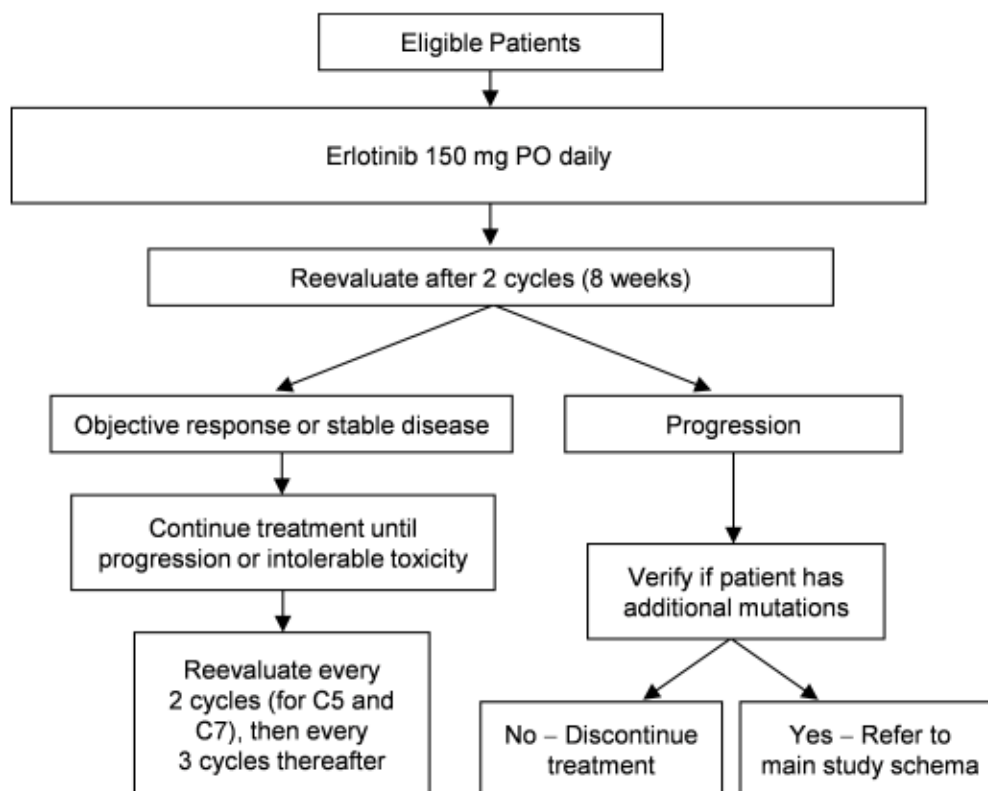 Eligible Patients
Erlotinib 150 mg PO daily
Reevaluate after 2 cycles (8 weeks)
Objective response or stable disease
Progression
Continue treatment until
progression or intolerable toxicity
Verify if patient has
additional mutations
Reevaluate every
2 cycles (for C5 and
C7), then every
3 cycles thereafter
No – Discontinue
treatment
Yes – Refer to
main study schema